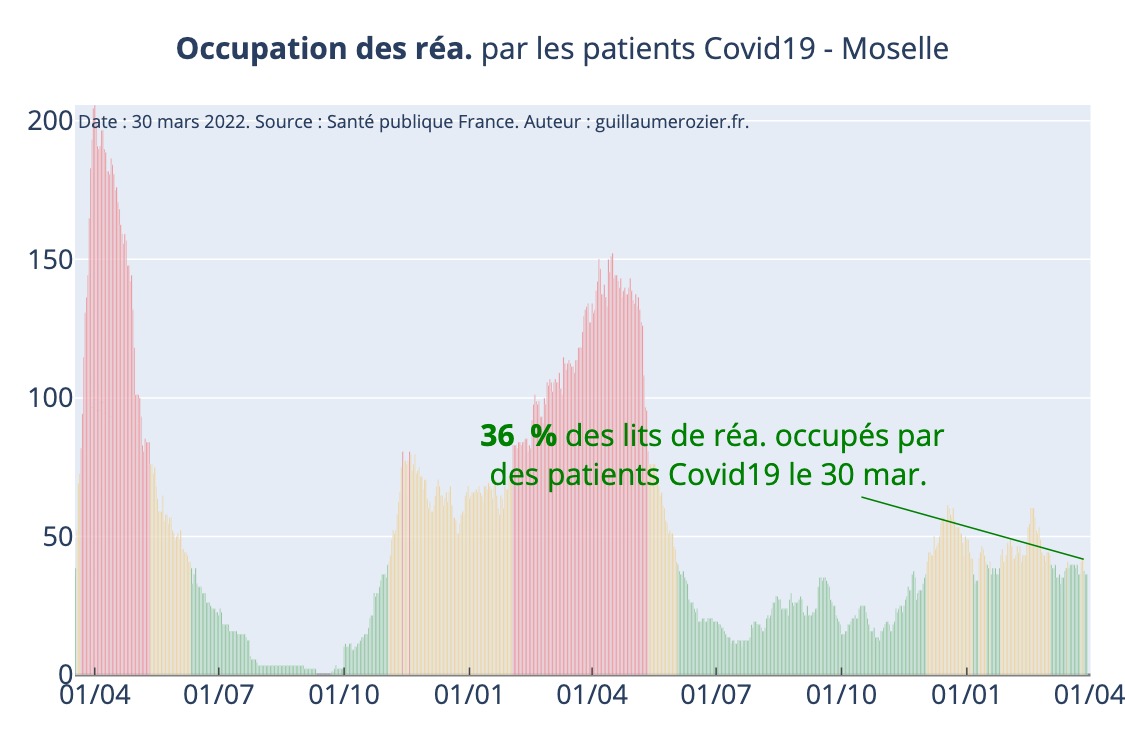 Occupation des réa. par les patients Covid19 - Moselle
200
Date : 30 mars 2022. Source : Santé publique France. Auteur : guillaumerozier.fr.
150
100
36 % des lits de réa. occupés par
des patients Covid19 le 30 mar.
50
0
01/04 01/07 01/10 01/01 01/04 01/07 01/10 01/01 01/04